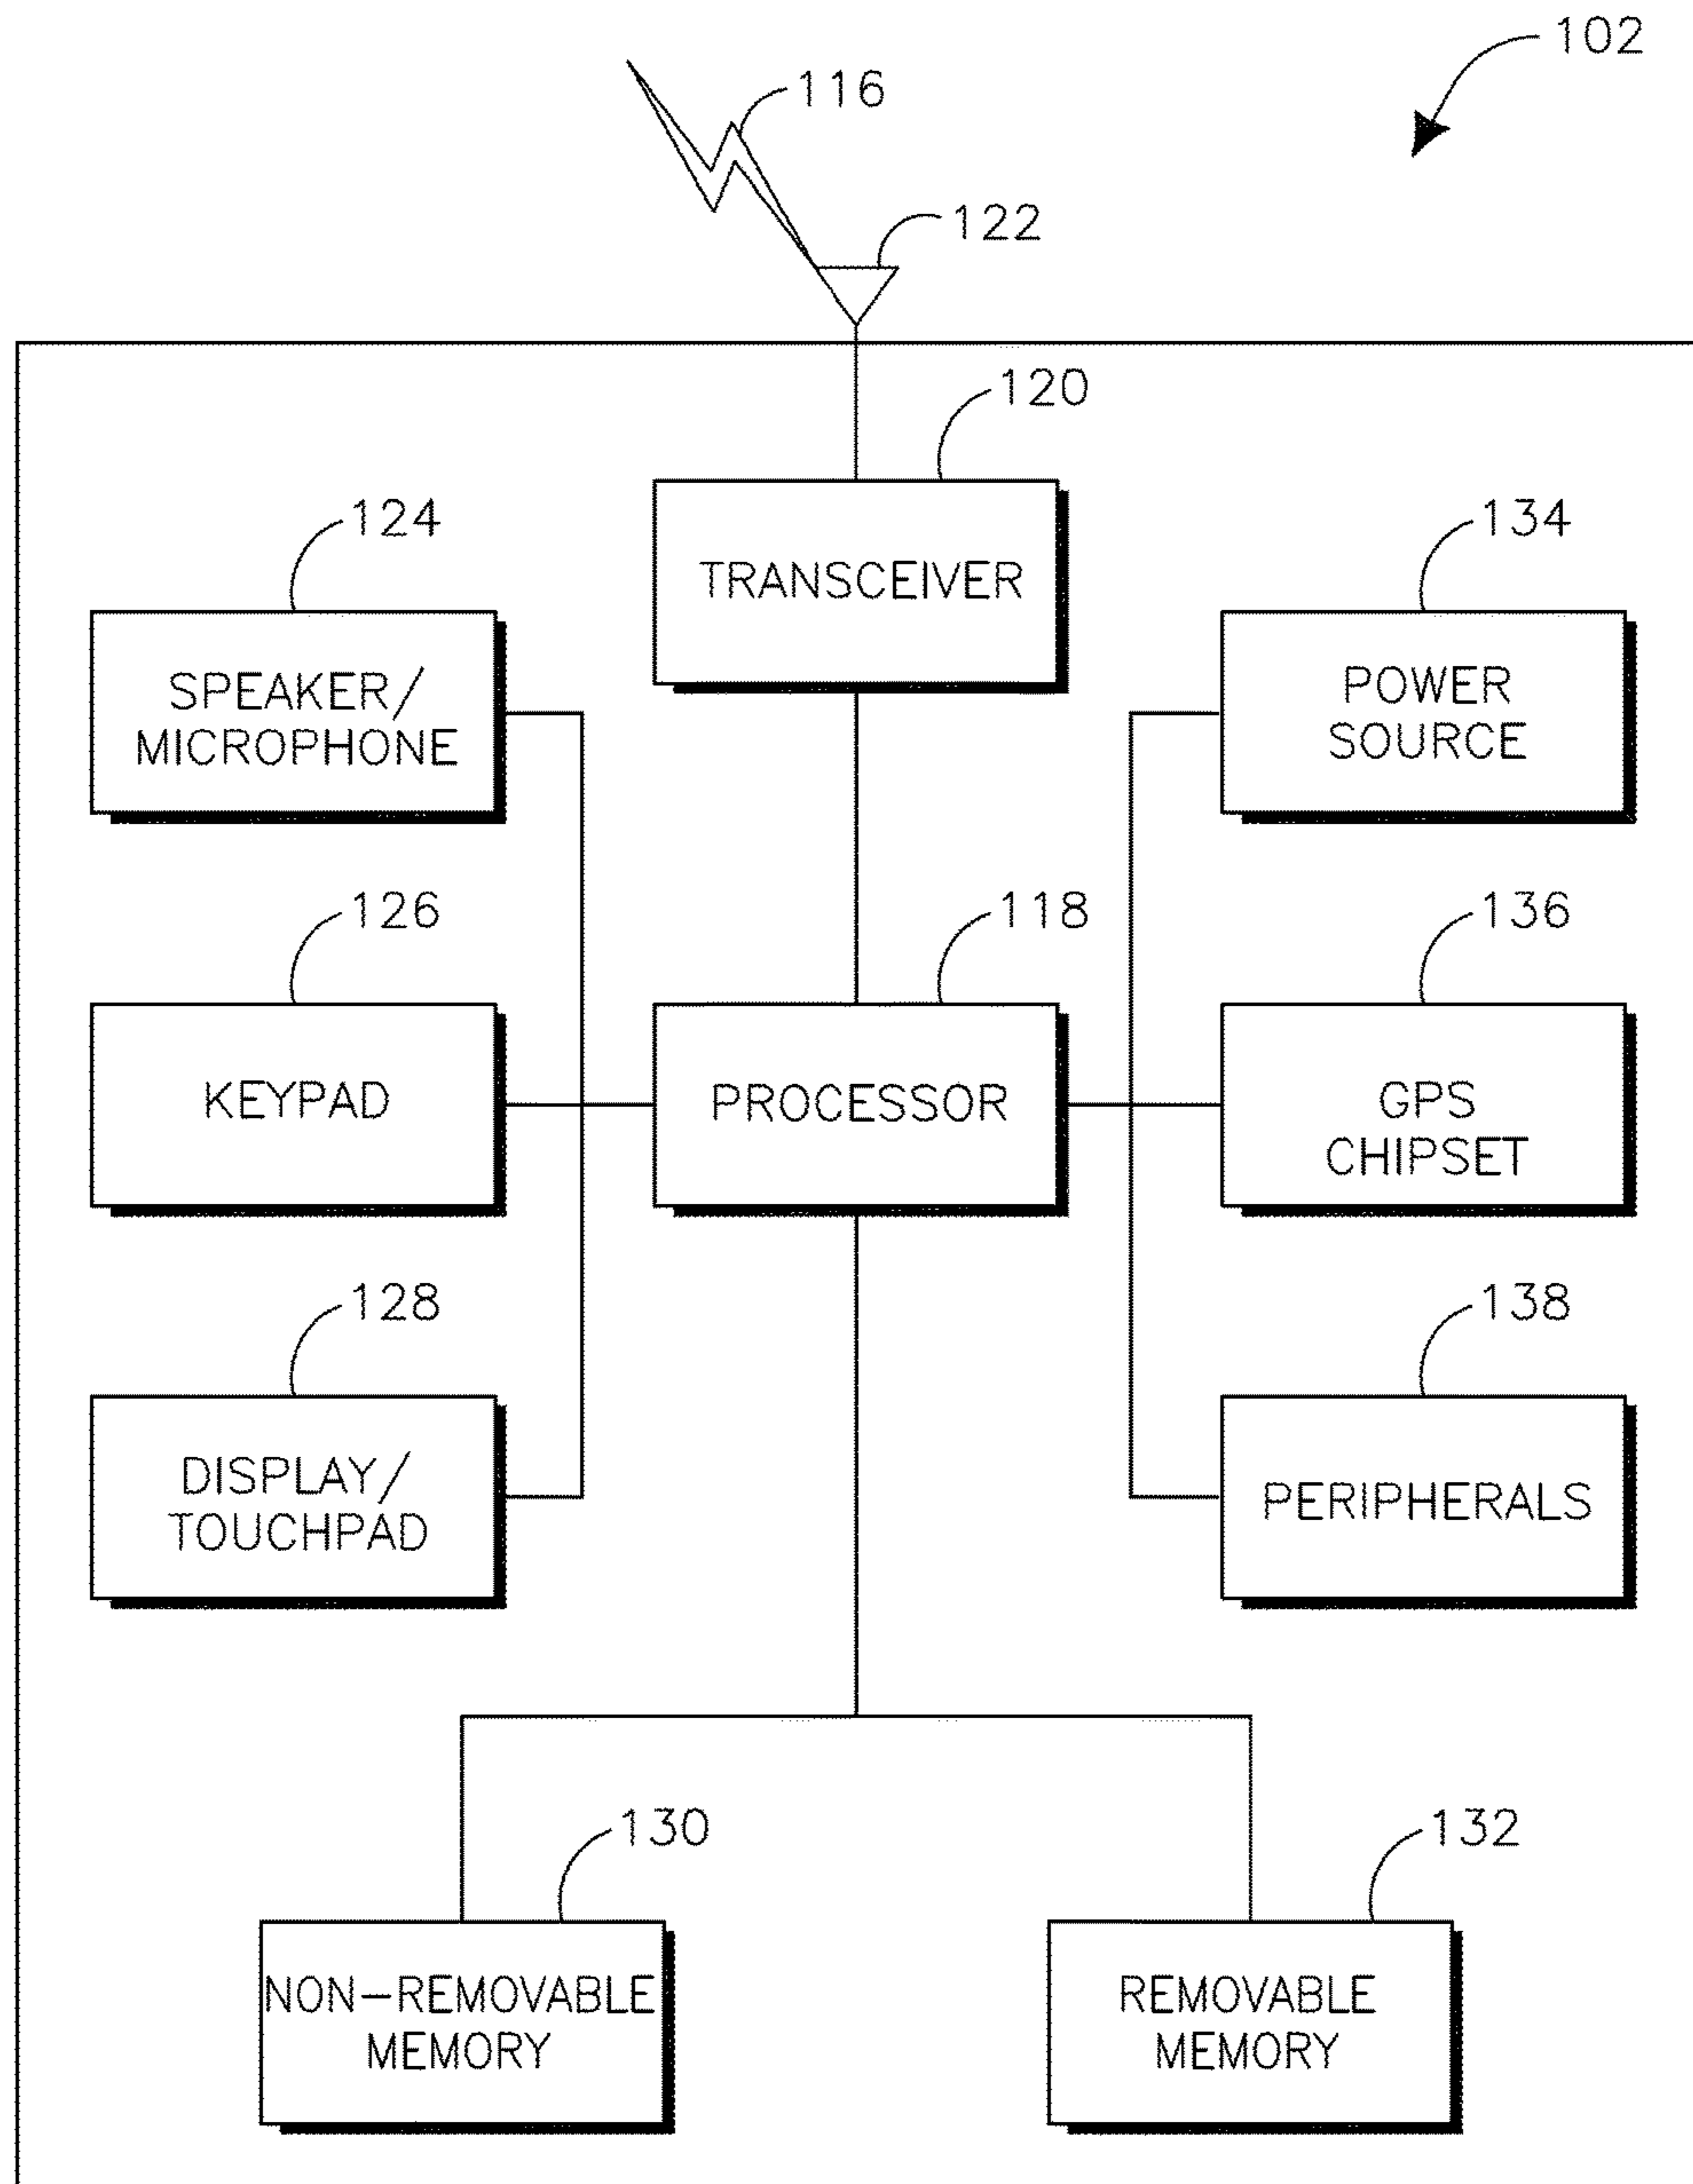 102
116
122
120
TRANSCEIVER
124
SPEAKER/
MICROPHONE
134
POWER
SOURCE
126
KEYPAD
118
PROCESSOR
136
GPS
CHIPSET
128
DISPLAY/
TOUCHPAD
138
PERIPHERALS
130
NON-REMOVABLE
MEMORY
132
REMOVABLE
MEMORY